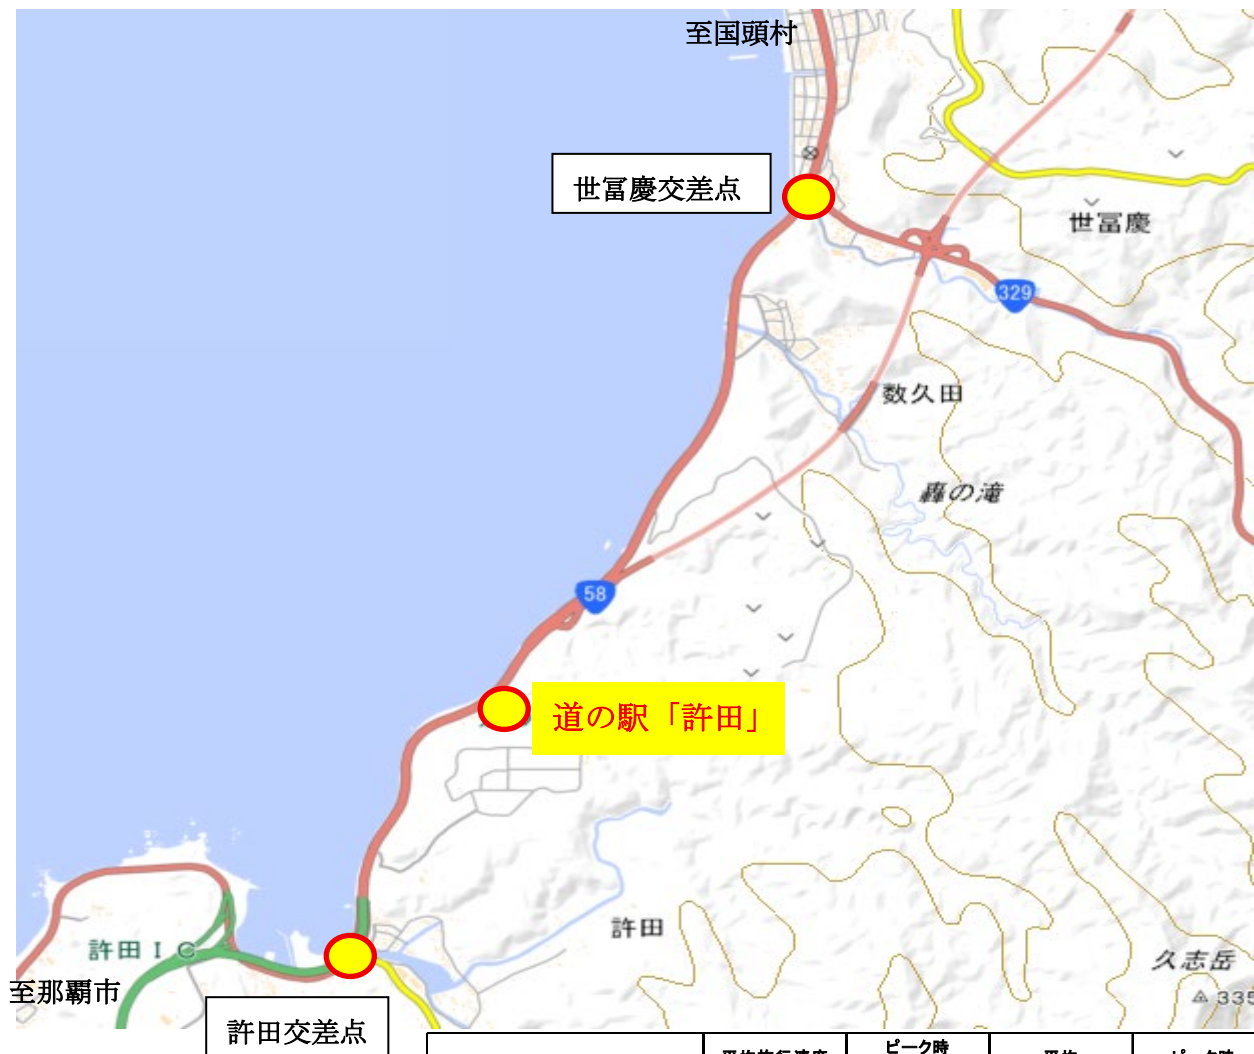 至国頭村
世冨慶交差点
世冨慶
329
数久田
轟の滝
58
道の駅「許田」
許田
許田ＩＣ
久志岳
335
至那覇市
許田交差点
ピーク時